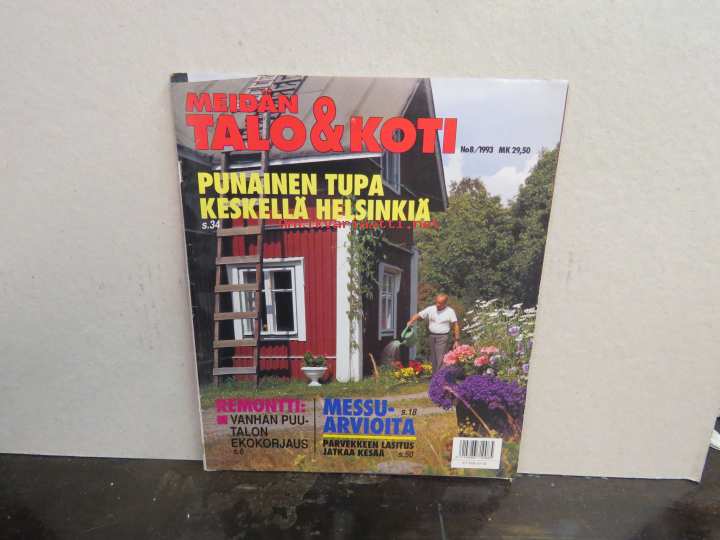 MEIDÄN
TALO & KOTI
No8/1993 MK 29,50
PUNAINEN TUPA
KESKELLÄ HELSINKIÄ
s.34
REMONTTI:
VANHAN PUU-
TALON
EKOKORJAUS
s.6
MESSU-
ARVIOITA
s.18
PARVEKKEEN LASITUS
JATKAA KESÄÄ
s.50